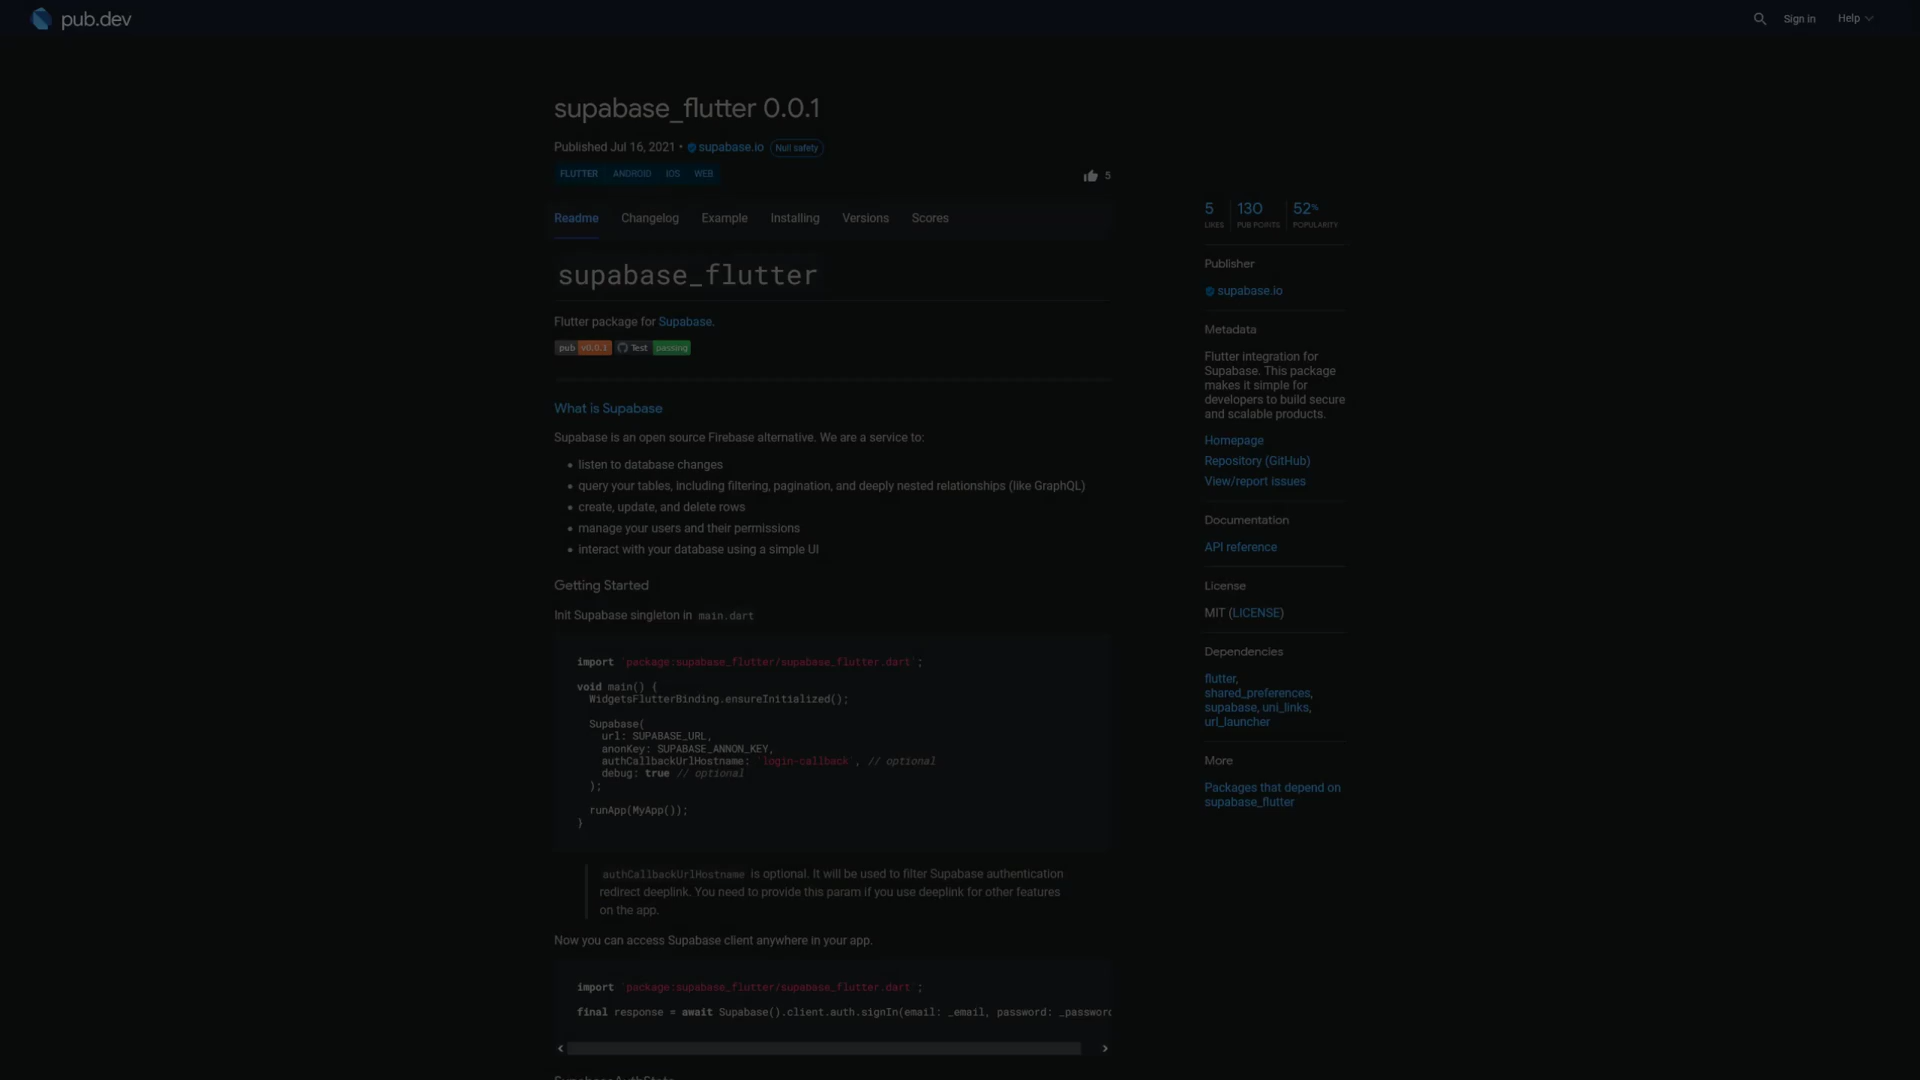 pub.dev
Sign in
Help
supabase_flutter 0.0.1
Published Jul 16, 2021 • supabase.io Null safety
FLUTTER ANDROID IOS WEB
5
Readme Changelog Example Installing Versions Scores
supabase_flutter
Flutter package for Supabase.
pub v0.0.1 Test passing
What is Supabase
Supabase is an open source Firebase alternative. We are a service to:
• listen to database changes
• query your tables, including filtering, pagination, and deeply nested relationships (like GraphQL)
• create, update, and delete rows
• manage your users and their permissions
• interact with your database using a simple UI
Getting Started
Init Supabase singleton in main.dart
import `package:supabase_flutter/supabase_flutter.dart`;
void main() {
WidgetsFlutterBinding.ensureInitialized();
Supabase(
url: SUPABASE_URL,
anonKey: SUPABASE_ANNON_KEY,
authCallbackUrlHostname: `login-callback`, // optional
debug: true // optional
);
runApp(MyApp());
}
authCallbackUrlHostname is optional. It will be used to filter Supabase authentication
redirect deeplink. You need to provide this param if you use deeplink for other features
on the app.
Now you can access Supabase client anywhere in your app.
import `package:supabase_flutter/supabase_flutter.dart`;
final response = await Supabase().client.auth.signIn(email: _email, password: _password
5 LIKES
130 PUB POINTS
52% POPULARITY
Publisher
supabase.io
Metadata
Flutter integration for
Supabase. This package
makes it simple for
developers to build secure
and scalable products.
Homepage
Repository (GitHub)
View/report issues
Documentation
API reference
License
MIT (LICENSE)
Dependencies
flutter,
shared_preferences,
supabase, uni_links,
url_launcher
More
Packages that depend on
supabase_flutter